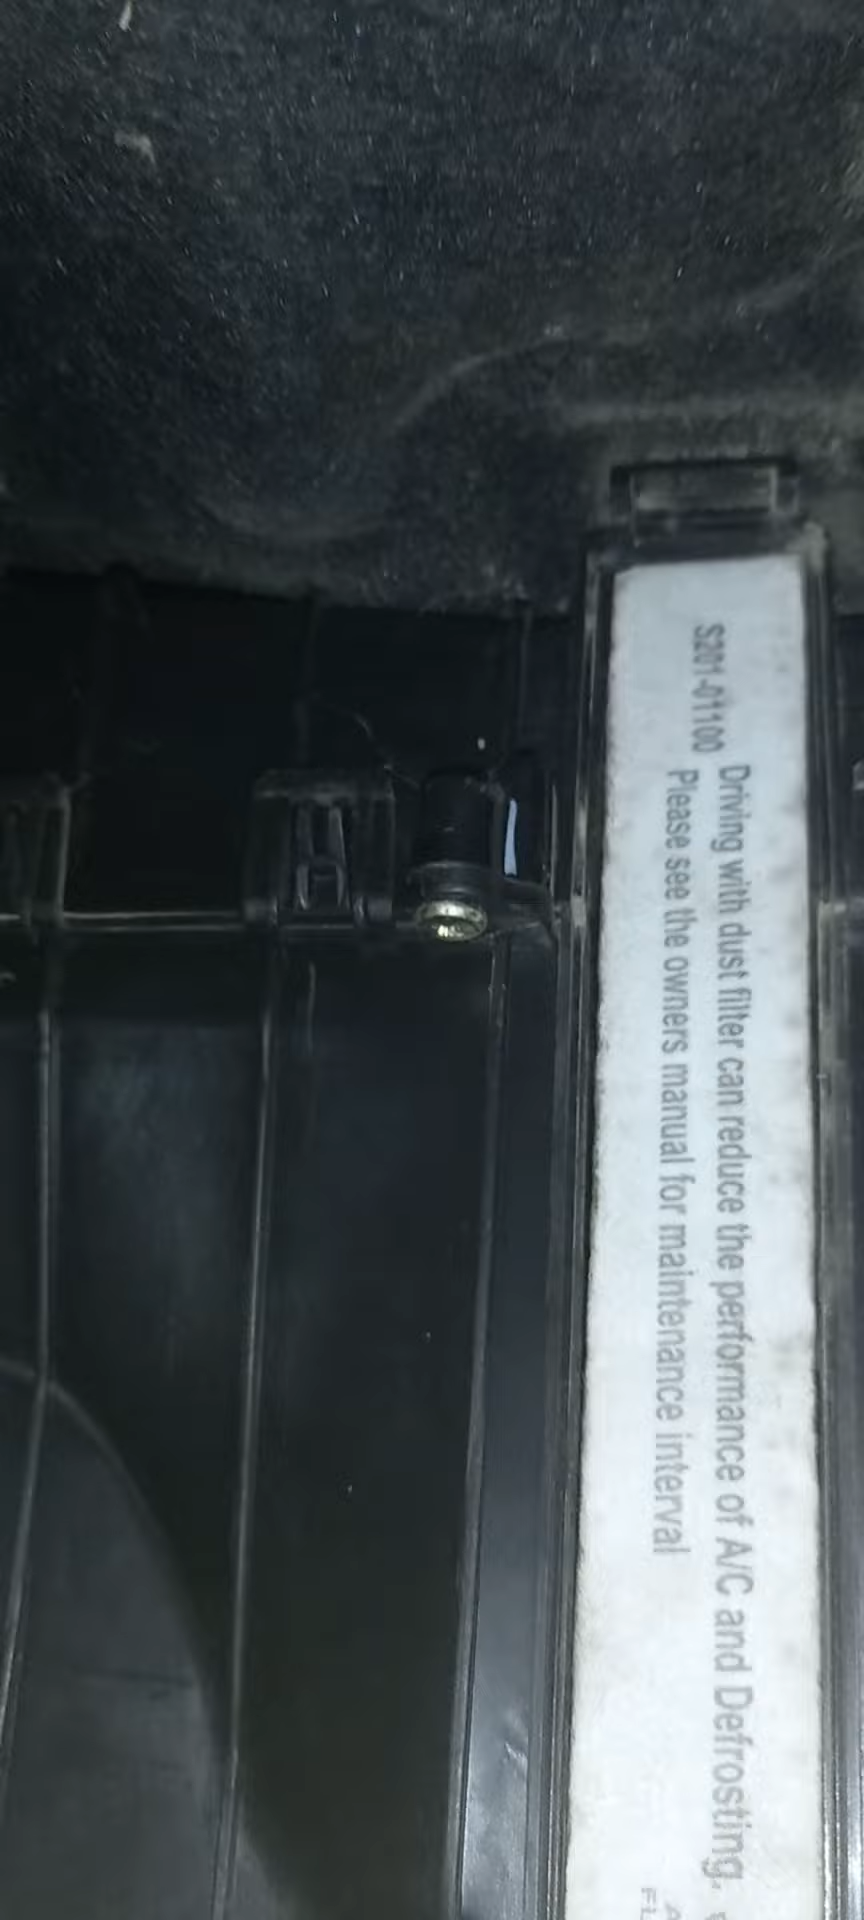 S201-01100
Driving with dust filter can reduce the performance of A/C and Defrosting.
Please see the owners manual for maintenance interval